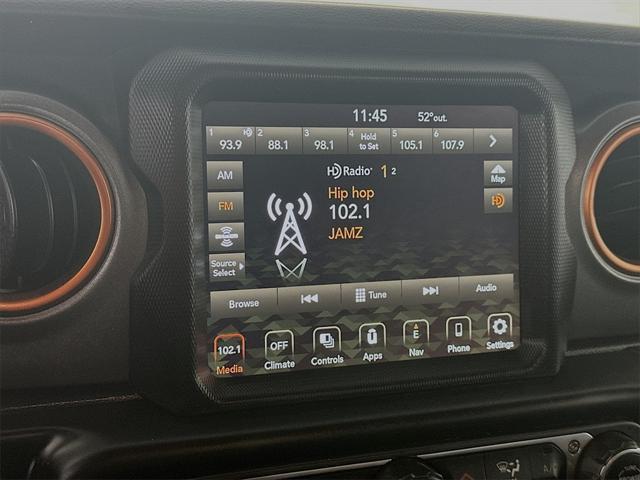 11:45 52°out.
1 2 3 4 Hold to Set 5 6
93.9 88.1 98.1 105.1 107.9
AM
FM
Source
Select
HD Radio 1 2
Hip hop
102.1
JAMZ
Map
HD
Browse Tune Audio
102.1 OFF E
Media Climate Controls Apps Nav Phone Settings
A/C